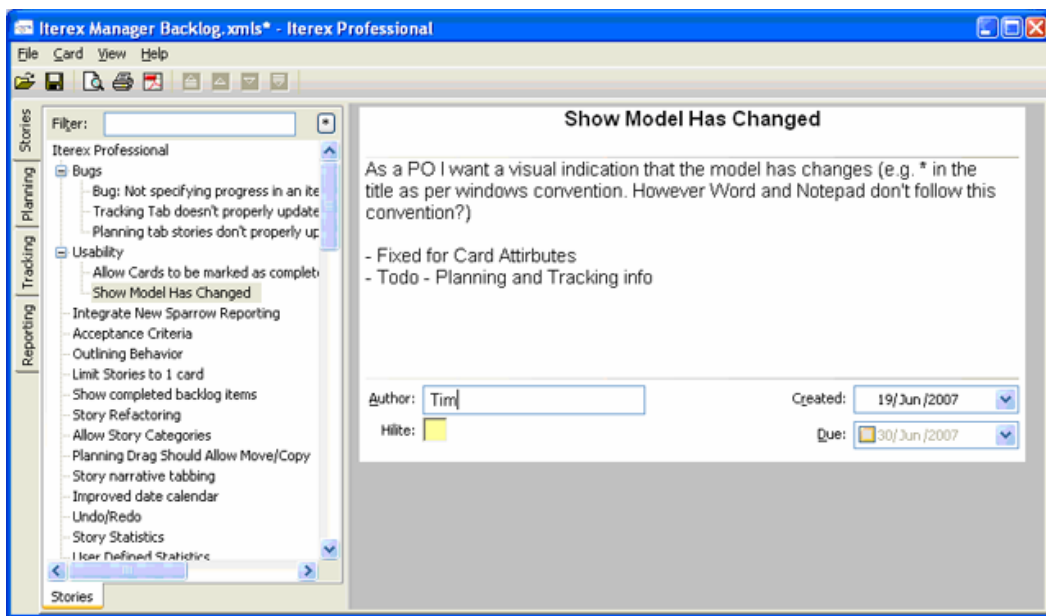 Iterex Manager Backlog.xmls* - Iterex Professional
File Card View Help
Stories
Planning
Tracking
Reporting
Filter:
*
Iterex Professional
Bugs
Bug: Not specifying progress in an ite
Tracking Tab doesn't properly update
Planning tab stories don't properly up
Usability
Allow Cards to be marked as complet
Show Model Has Changed
Integrate New Sparrow Reporting
Acceptance Criteria
Outlining Behavior
Limit Stories to 1 card
Show completed backlog items
Story Refactoring
Allow Story Categories
Planning Drag Should Allow Move/Copy
Story narrative tabbing
Improved date calendar
Undo/Redo
Story Statistics
User Defined Statistics
Stories
Show Model Has Changed
As a PO I want a visual indication that the model has changes (e.g. * in the
title as per windows convention. However Word and Notepad don't follow this
convention?)
- Fixed for Card Attirbutes
- Todo - Planning and Tracking info
Author: Tim
Created: 19/Jun/2007
Hilite:
Due: 30/Jun/2007